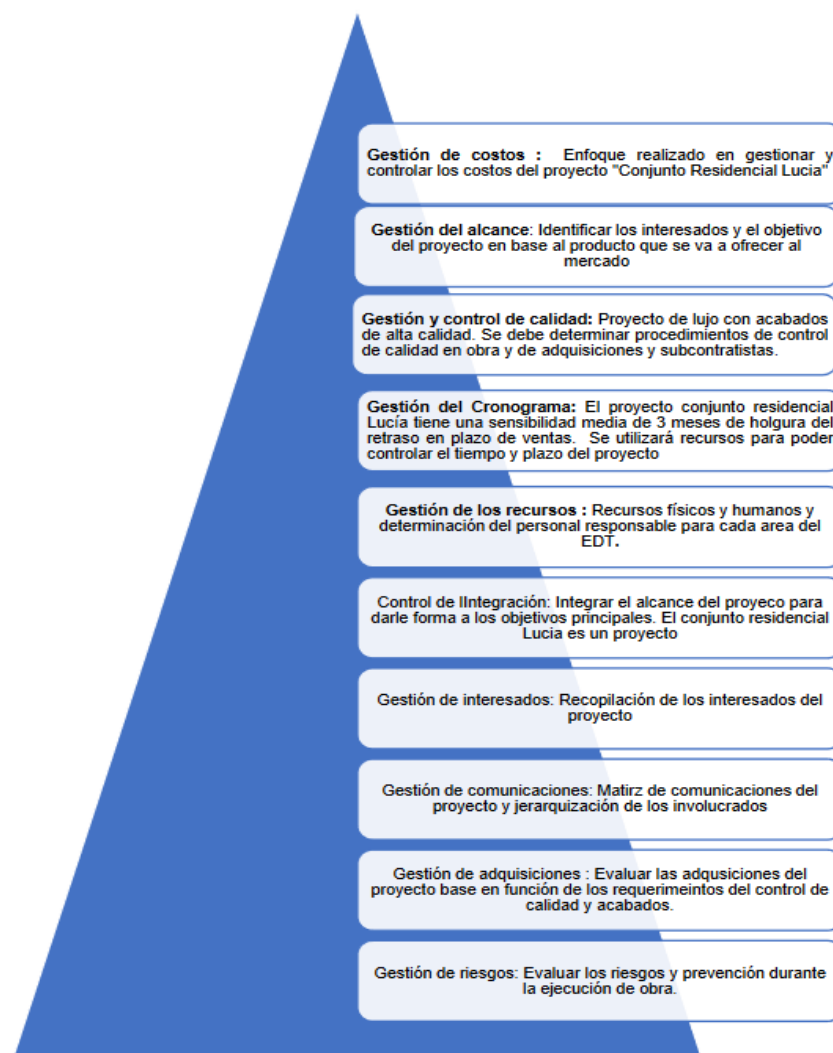 Gestión de costos : Enfoque realizado en gestionar y
controlar los costos del proyecto "Conjunto Residencial Lucia"
Gestión del alcance: Identificar los interesados y el objetivo
del proyecto en base al producto que se va a ofrecer al
mercado
Gestión y control de calidad: Proyecto de lujo con acabados
de alta calidad. Se debe determinar procedimientos de control
de calidad en obra y de adquisiciones y subcontratistas.
Gestión del Cronograma: El proyecto conjunto residencial
Lucía tiene una sensibilidad media de 3 meses de holgura del
retraso en plazo de ventas. Se utilizará recursos para poder
controlar el tiempo y plazo del proyecto
Gestión de los recursos : Recursos físicos y humanos y
determinación del personal responsable para cada area del
EDT.
Control de IIntegración: Integrar el alcance del proyeco para
darle forma a los objetivos principales. El conjunto residencial
Lucia es un proyecto
Gestión de interesados: Recopilación de los interesados del
proyecto
Gestión de comunicaciones: Matirz de comunicaciones del
proyecto y jerarquización de los involucrados
Gestión de adquisiciones : Evaluar las adqusiciones del
proyecto base en función de los requerimeintos del control de
calidad y acabados.
Gestión de riesgos: Evaluar los riesgos y prevención durante
la ejecución de obra.